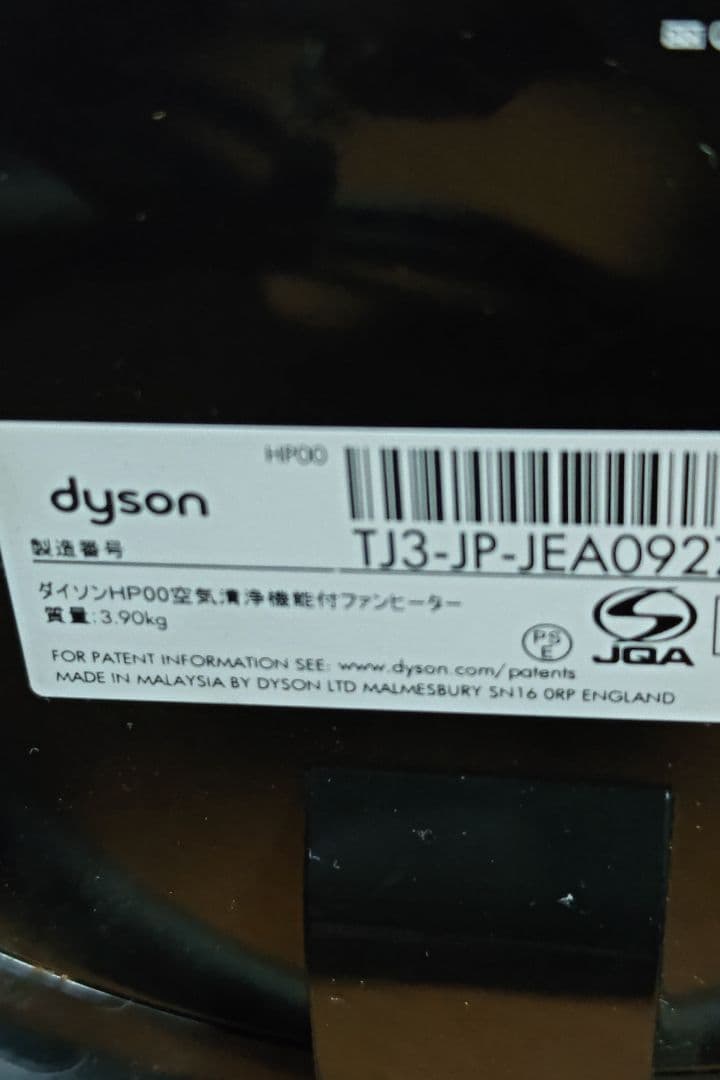 HP00
dyson
製造番号
TJ3-JP-JEA0927
ダイソンHP00空気清浄機能付ファンヒーター
質量:3.90kg
PS
E
JQA
FOR PATENT INFORMATION SEE: www.dyson.com/patents
MADE IN MALAYSIA BY DYSON LTD MALMESBURY SN16 0RP ENGLAND